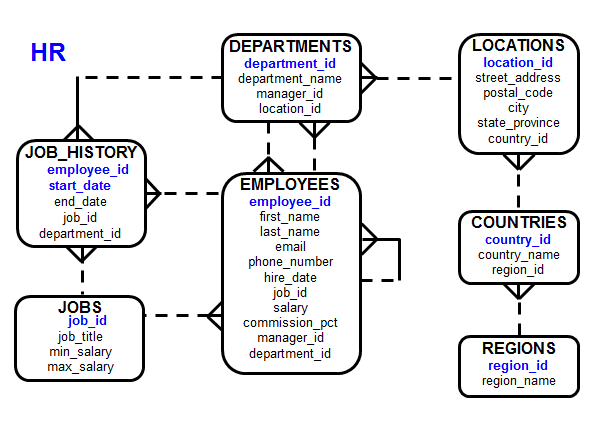 HR
DEPARTMENTS
department_id
department_name
manager_id
location_id
LOCATIONS
location_id
street_address
postal_code
city
state_province
country_id
JOB_HISTORY
employee_id
start_date
end_date
job_id
department_id
EMPLOYEES
employee_id
first_name
last_name
email
phone_number
hire_date
job_id
salary
commission_pct
manager_id
department_id
COUNTRIES
country_id
country_name
region_id
JOBS
job_id
job_title
min_salary
max_salary
REGIONS
region_id
region_name